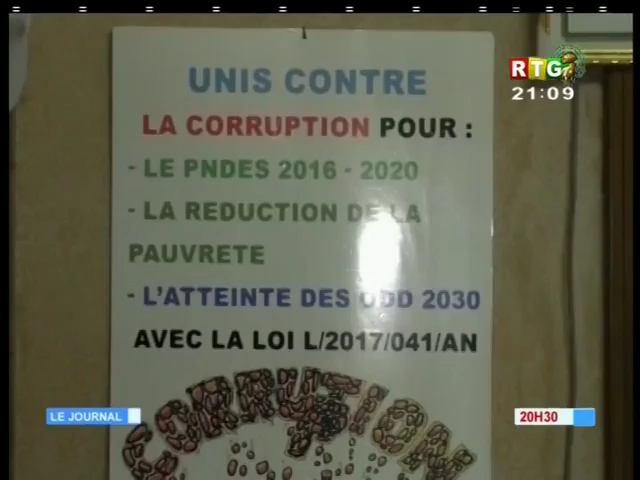 UNIS CONTRE
LA CORRUPTION POUR :
- LE PNDES 2016 - 2020
- LA REDUCTION DE LA
PAUVRETE
- L'ATTEINTE DES ODD 2030
AVEC LA LOI L/2017/041/AN
CORRUPTION
RTG
21:09
LE JOURNAL
20H30